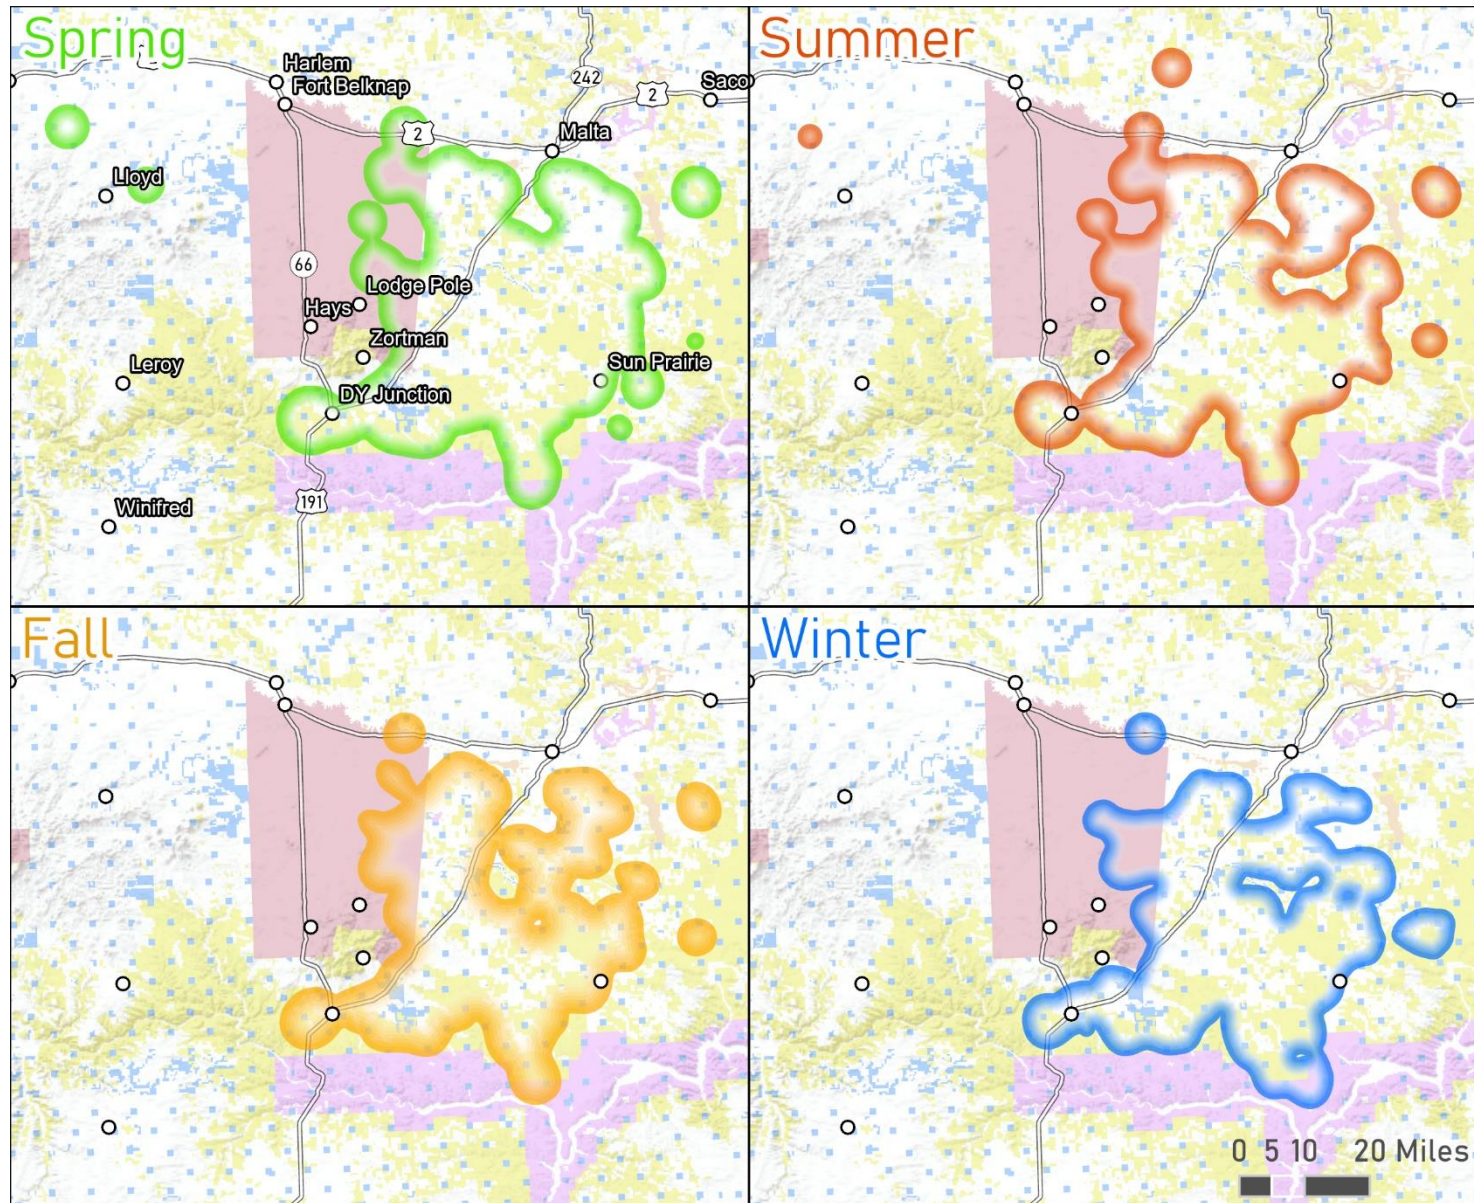 Spring
Summer
Harlem
Fort Belknap
242
2
Saco
2
Malta
Lloyd
66
Lodge Pole
Hays
Zortman
Leroy
Sun Prairie
DY Junction
Winifred
191
Fall
Winter
0 5 10 20 Miles